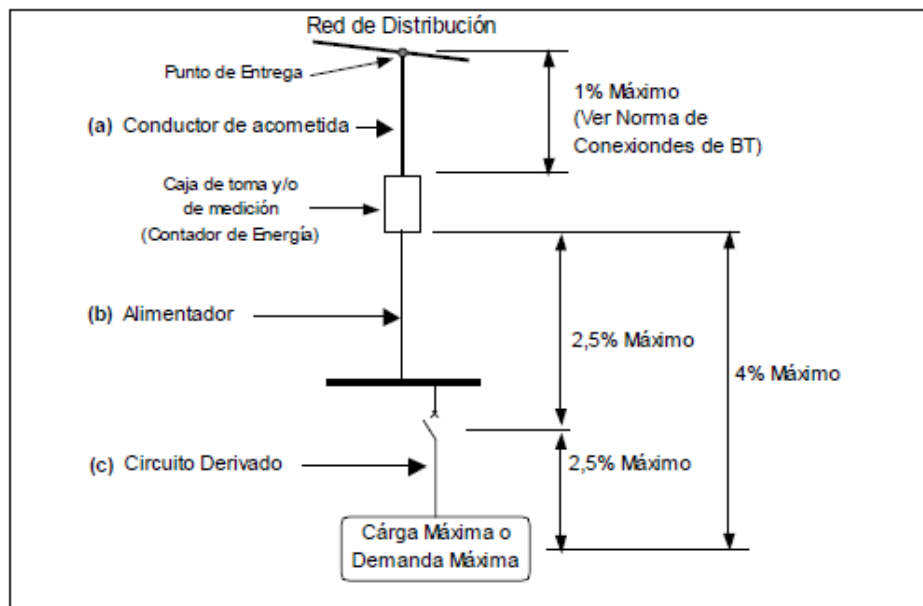 Red de Distribución
Punto de Entrega
(a) Conductor de acometida
Caja de toma y/o
de medición
(Contador de Energía)
(b) Alimentador
(c) Circuito Derivado
Cárga Máxima o
Demanda Máxima
1% Máximo
(Ver Norma de
Conexiondes de BT)
2,5% Máximo
4% Máximo
2,5% Máximo